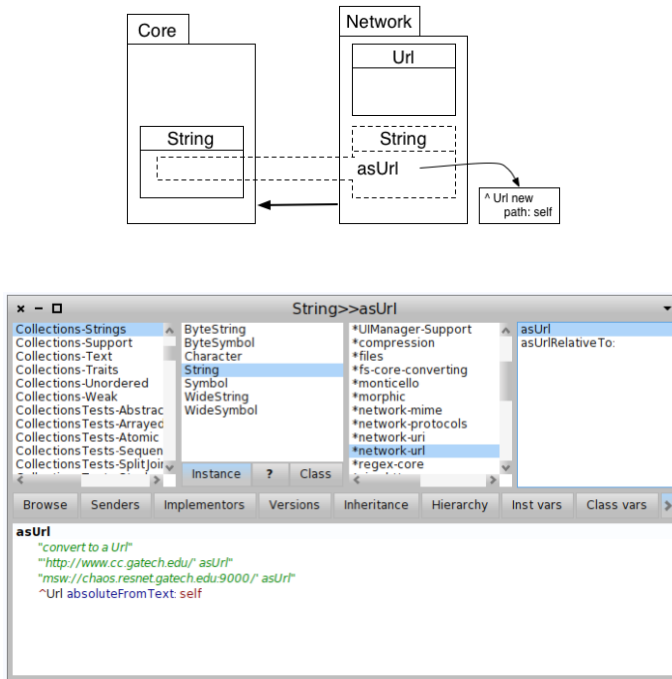 Core
Network
Url
String
String
asUrl
^ Url new
path: self
String>>asUrl
Collections-Strings
Collections-Support
Collections-Text
Collections-Traits
Collections-Unordered
Collections-Weak
CollectionsTests-Abstrac
CollectionsTests-Arrayed
CollectionsTests-Atomic
CollectionsTests-Sequen
CollectionsTests-SplitJoin
ByteString
ByteSymbol
Character
String
Symbol
WideString
WideSymbol
Instance ? Class
*UIManager-Support
*compression
*files
*fs-core-converting
*monticello
*morphic
*network-mime
*network-protocols
*network-uri
*network-url
*regex-core
asUrl
asUrlRelativeTo:
Browse Senders Implementors Versions Inheritance Hierarchy Inst vars Class vars
asUrl
"convert to a Url"
"'http://www.cc.gatech.edu/' asUrl"
"msw://chaos.resnet.gatech.edu:9000/' asUrl"
^Url absoluteFromText: self